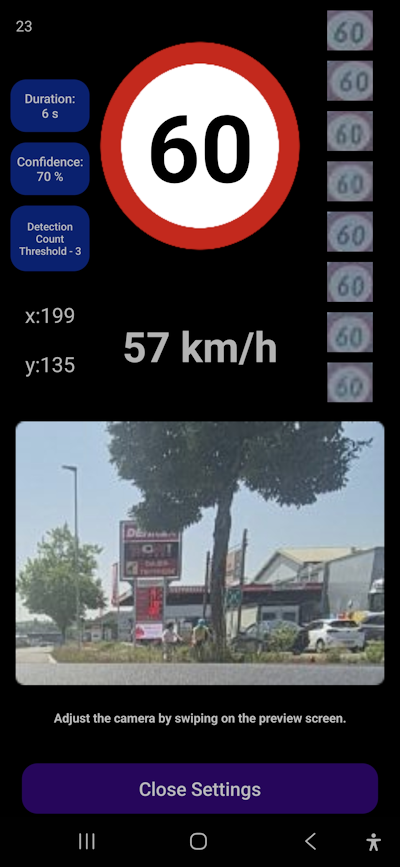 23
60
Duration:
6 s
Confidence:
70 %
Detection
Count
Threshold - 3
x:199
y:135
57 km/h
60
60
60
60
60
60
60
60
Adjust the camera by swiping on the preview screen.
Close Settings